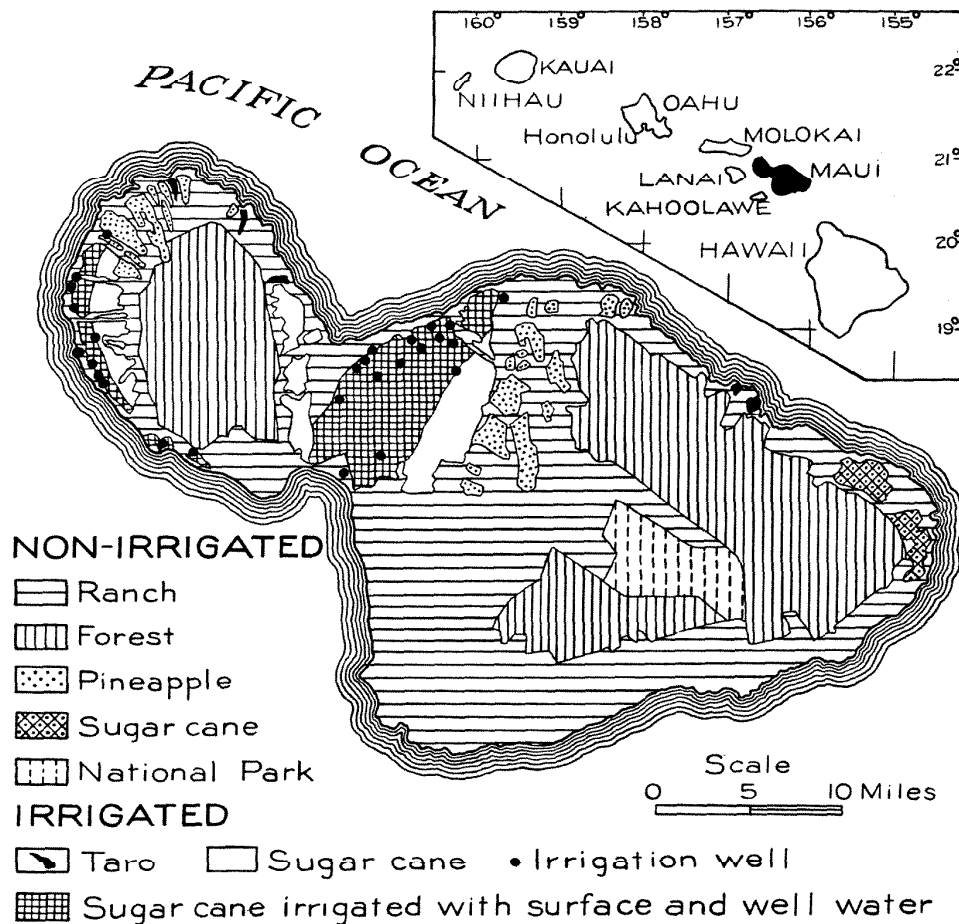 160° 159° 158° 157° 156° 155°
PACIFIC
OCEAN
KAUAI
22°
NIIHAU
OAHU
Honolulu
MOLOKAI
21°
LANAI
MAUI
KAHOOLAWE
HAWAII
20°
19°
NON-IRRIGATED
Ranch
Forest
Pineapple
Sugar cane
National Park
Scale
0 5 10 Miles
IRRIGATED
Taro Sugar cane Irrigation well
Sugar cane irrigated with surface and well water